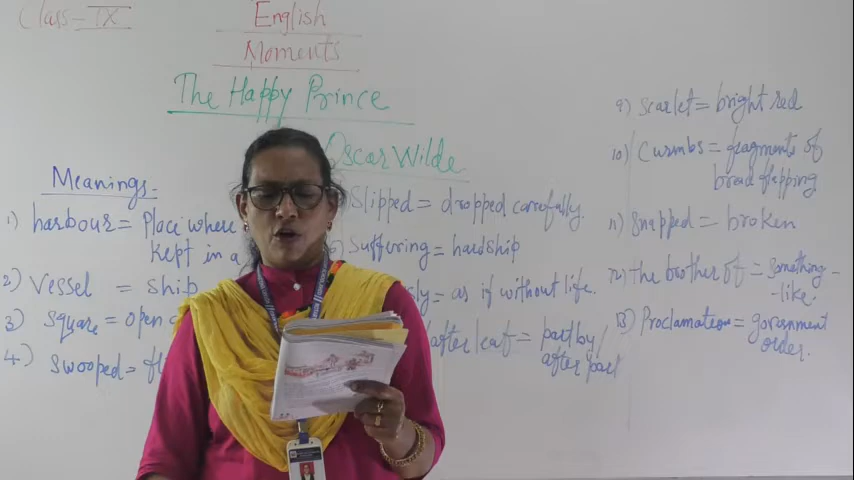 Class - IX
English
Moments
The Happy Prince
Oscar Wilde
Meanings -
1) harbour = Place where
kept in a
2) Vessel = ship
3) square = open
4) swooped =
Slipped = dropped carrofully.
Suffering = hardship
= as if without life.
after leaf = part by/
after part
9) Scarlet = bright red
10) Curmbs = fragments of
bread
11) snapped = broken
12) the brother of = something -
- like.
13) Proclamation = government
order.